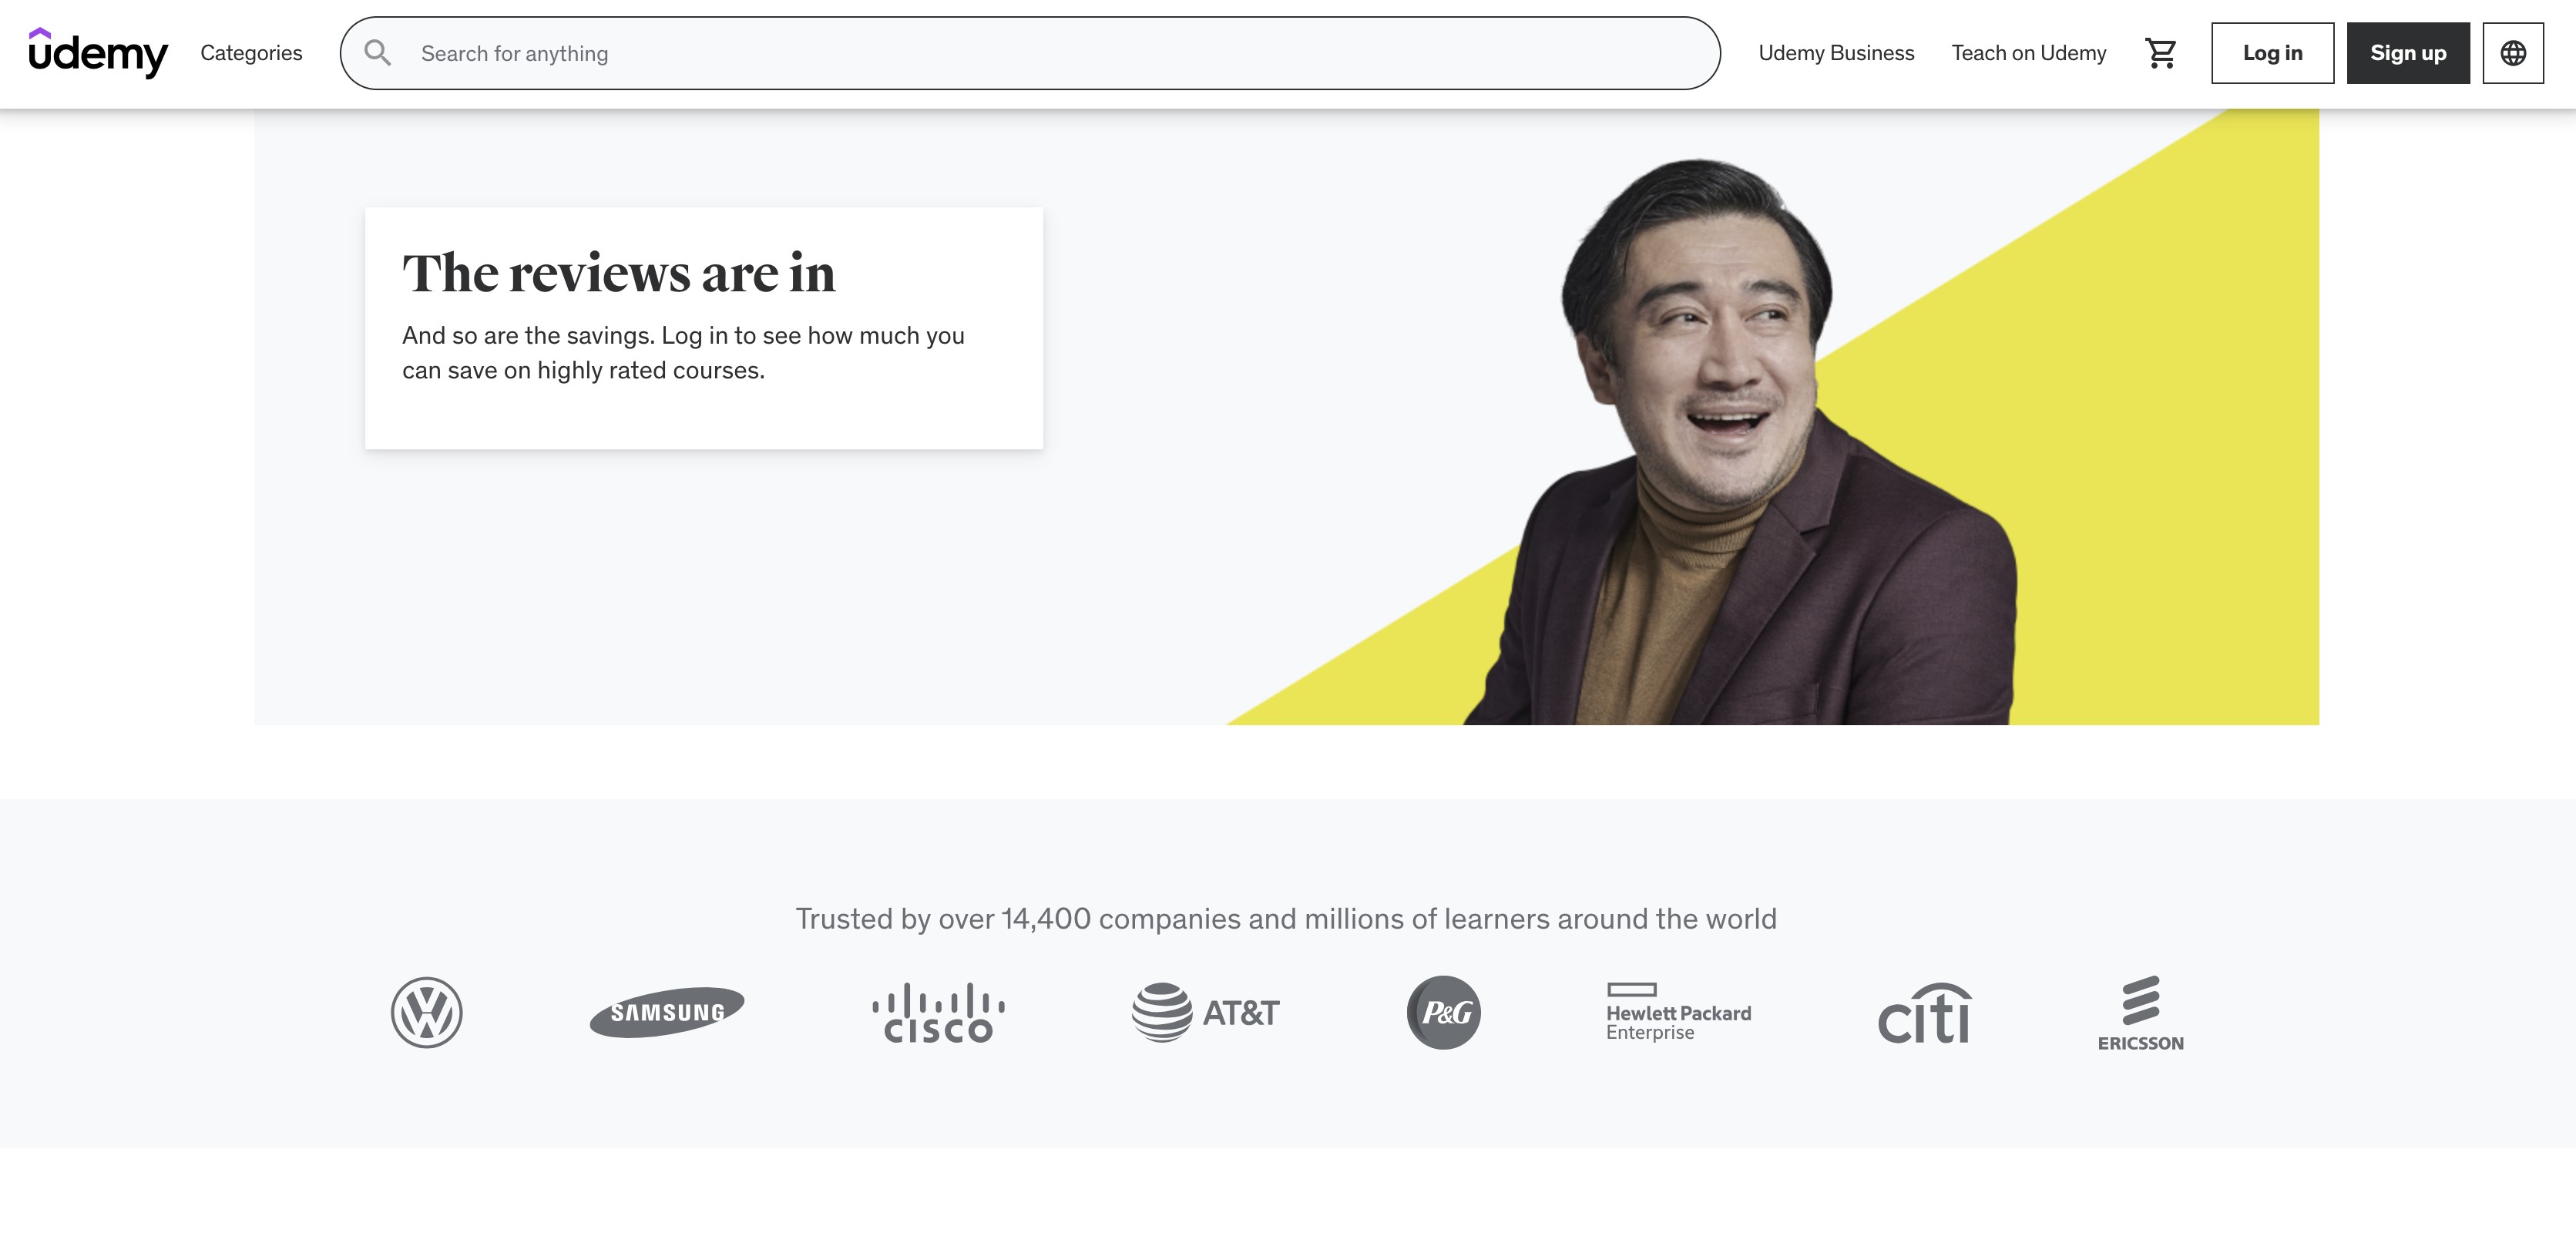 udemy
Categories
Search for anything
Udemy Business
Teach on Udemy
Log in
Sign up
The reviews are in
And so are the savings. Log in to see how much you
can save on highly rated courses.
Trusted by over 14,400 companies and millions of learners around the world
SAMSUNG
CISCO
AT&T
P&G
Hewlett Packard
Enterprise
citi
ERICSSON